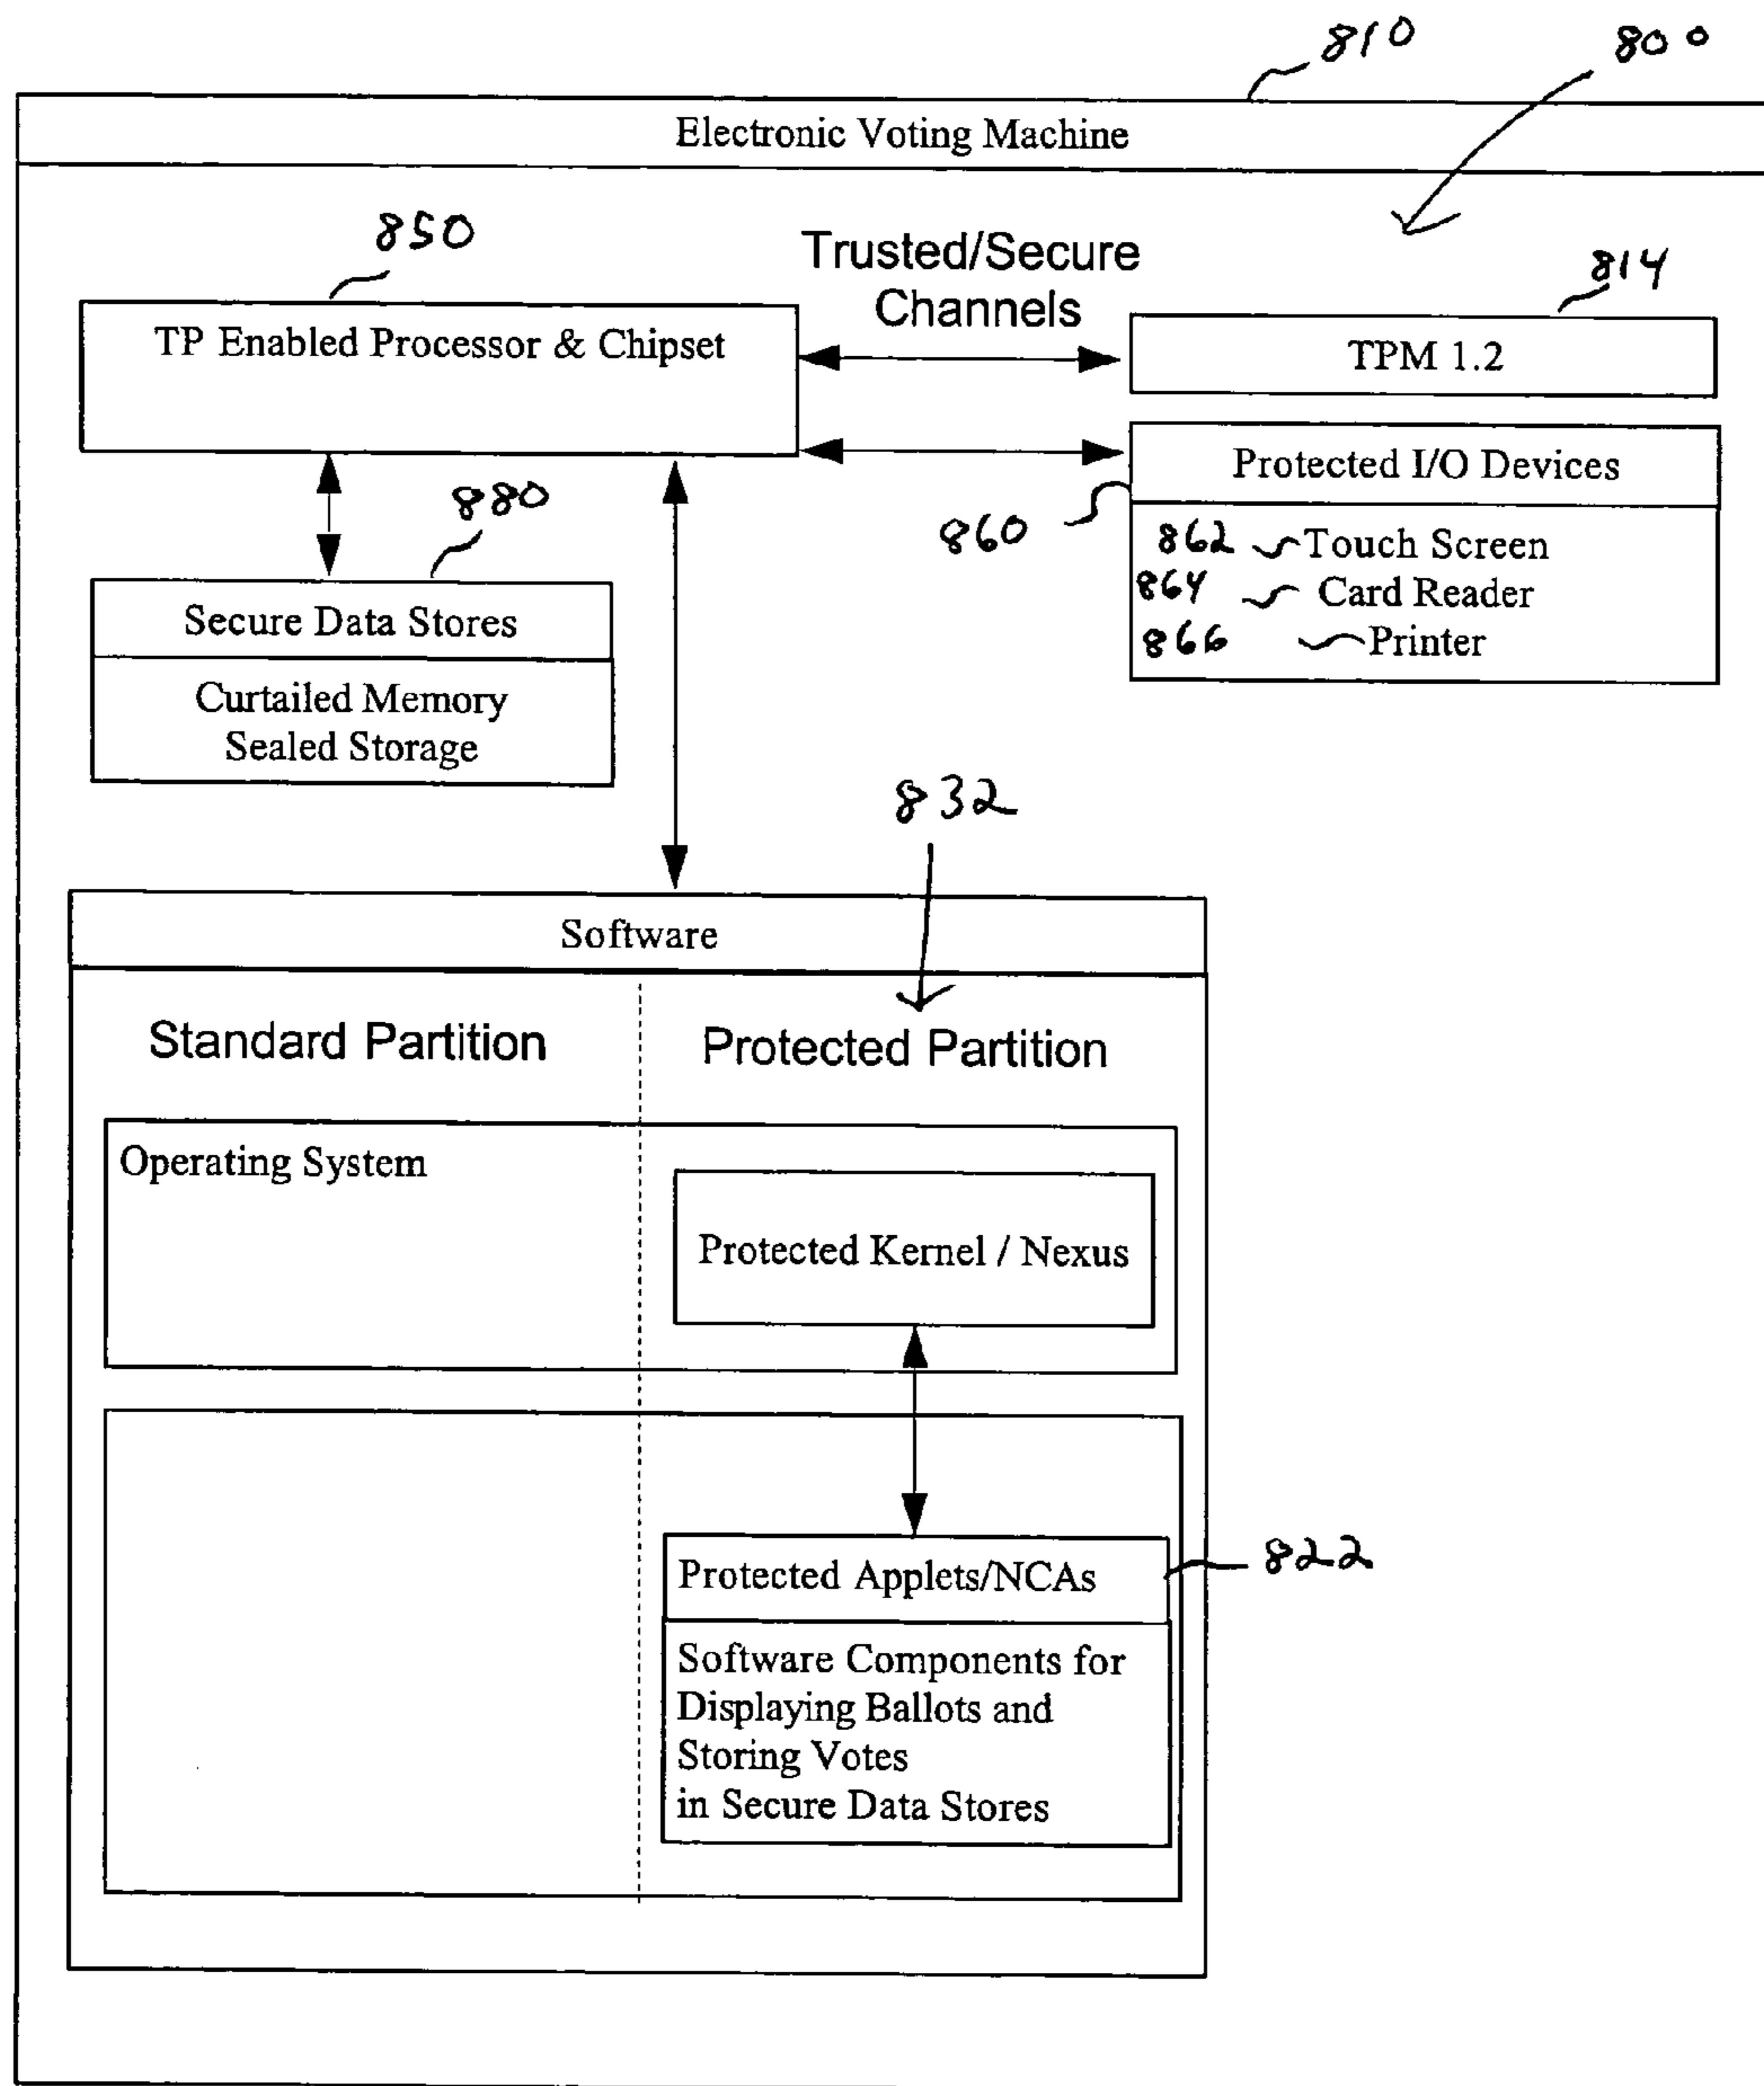 810
800
Electronic Voting Machine
850
Trusted/Secure
Channels
814
TP Enabled Processor & Chipset
TPM 1.2
Protected I/O Devices
860
862 Touch Screen
864 Card Reader
866 Printer
880
Secure Data Stores
Curtailed Memory
Sealed Storage
832
Software
Standard Partition
Protected Partition
Operating System
Protected Kernel / Nexus
Protected Applets/NCAs
822
Software Components for
Displaying Ballots and
Storing Votes
in Secure Data Stores